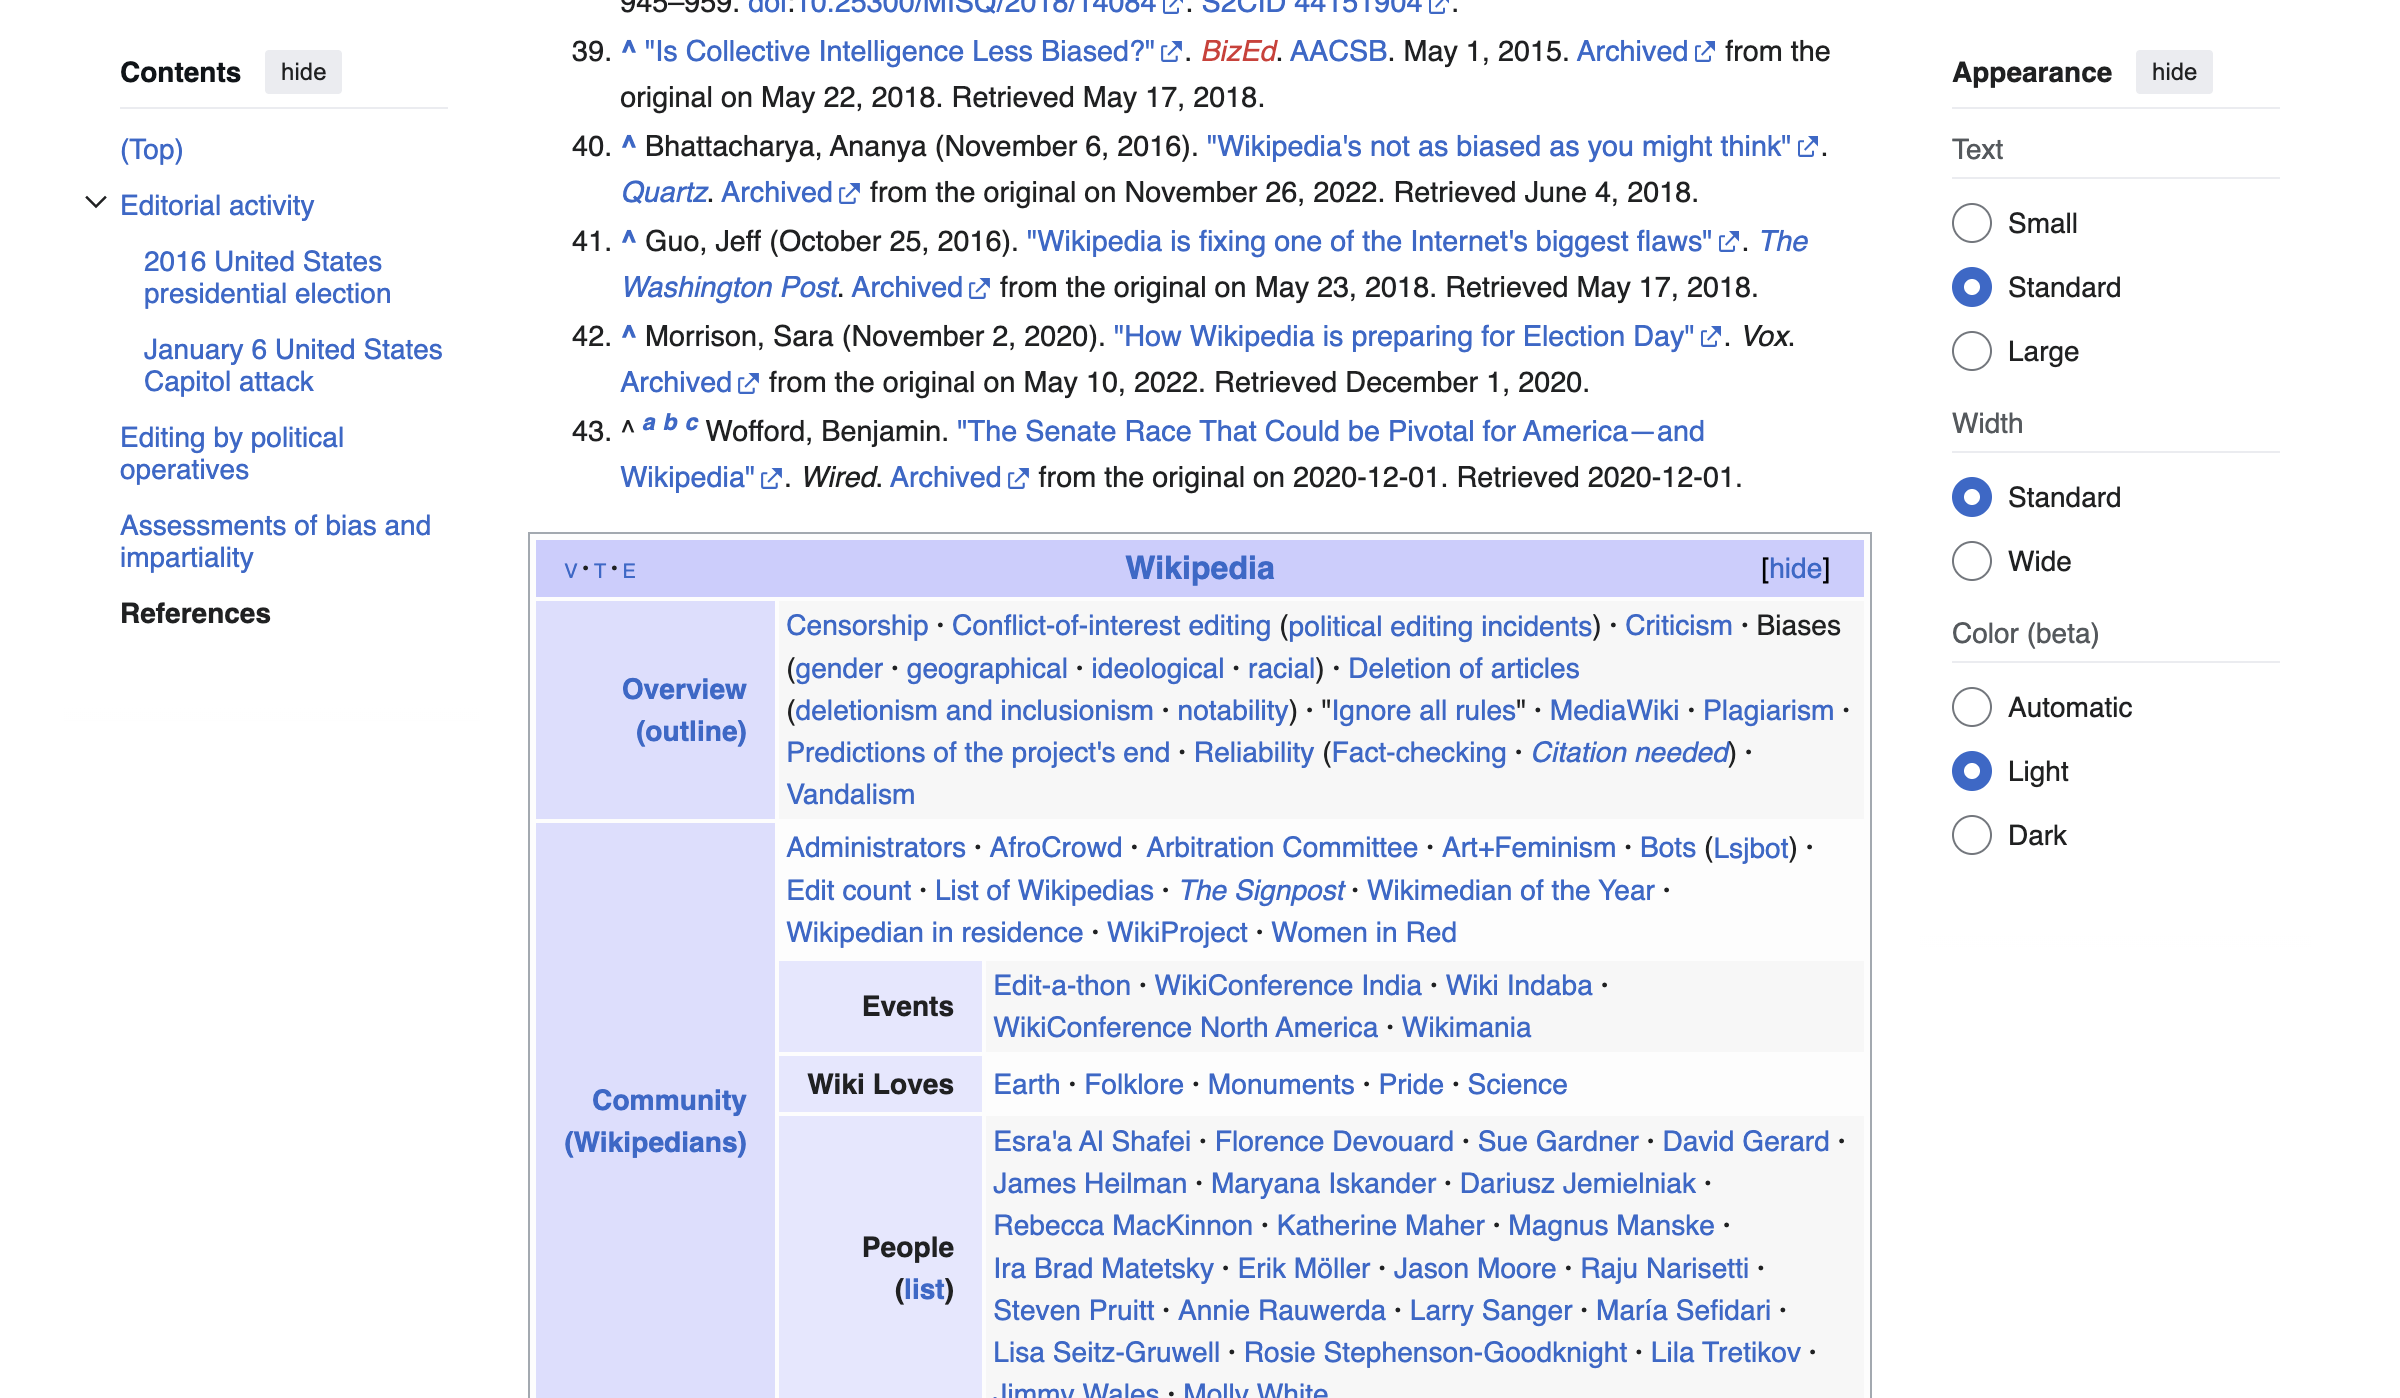 Contents hide
(Top)
Editorial activity
2016 United States
presidential election
January 6 United States
Capitol attack
Editing by political
operatives
Assessments of bias and
impartiality
References
945–959. doi:10.25300/MISQ/2018/14084. S2CID 44151904.
39. ^ "Is Collective Intelligence Less Biased?". BizEd. AACSB. May 1, 2015. Archived from the
original on May 22, 2018. Retrieved May 17, 2018.
40. ^ Bhattacharya, Ananya (November 6, 2016). "Wikipedia's not as biased as you might think".
Quartz. Archived from the original on November 26, 2022. Retrieved June 4, 2018.
41. ^ Guo, Jeff (October 25, 2016). "Wikipedia is fixing one of the Internet's biggest flaws". The
Washington Post. Archived from the original on May 23, 2018. Retrieved May 17, 2018.
42. ^ Morrison, Sara (November 2, 2020). "How Wikipedia is preparing for Election Day". Vox.
Archived from the original on May 10, 2022. Retrieved December 1, 2020.
43. ^ a b c Wofford, Benjamin. "The Senate Race That Could be Pivotal for America—and
Wikipedia". Wired. Archived from the original on 2020-12-01. Retrieved 2020-12-01.
V · T · E Wikipedia [hide]
Overview
(outline)
Censorship · Conflict-of-interest editing (political editing incidents) · Criticism · Biases
(gender · geographical · ideological · racial) · Deletion of articles
(deletionism and inclusionism · notability) · "Ignore all rules" · MediaWiki · Plagiarism ·
Predictions of the project's end · Reliability (Fact-checking · Citation needed) ·
Vandalism
Community
(Wikipedians)
Administrators · AfroCrowd · Arbitration Committee · Art+Feminism · Bots (Lsjbot) ·
Edit count · List of Wikipedias · The Signpost · Wikimedian of the Year ·
Wikipedian in residence · WikiProject · Women in Red
Events
Edit-a-thon · WikiConference India · Wiki Indaba ·
WikiConference North America · Wikimania
Wiki Loves
Earth · Folklore · Monuments · Pride · Science
People
(list)
Esra'a Al Shafei · Florence Devouard · Sue Gardner · David Gerard ·
James Heilman · Maryana Iskander · Dariusz Jemielniak ·
Rebecca MacKinnon · Katherine Maher · Magnus Manske ·
Ira Brad Matetsky · Erik Möller · Jason Moore · Raju Narisetti ·
Steven Pruitt · Annie Rauwerda · Larry Sanger · María Sefidari ·
Lisa Seitz-Gruwell · Rosie Stephenson-Goodknight · Lila Tretikov ·
Jimmy Wales · Molly White
Appearance hide
Text
Small
Standard
Large
Width
Standard
Wide
Color (beta)
Automatic
Light
Dark